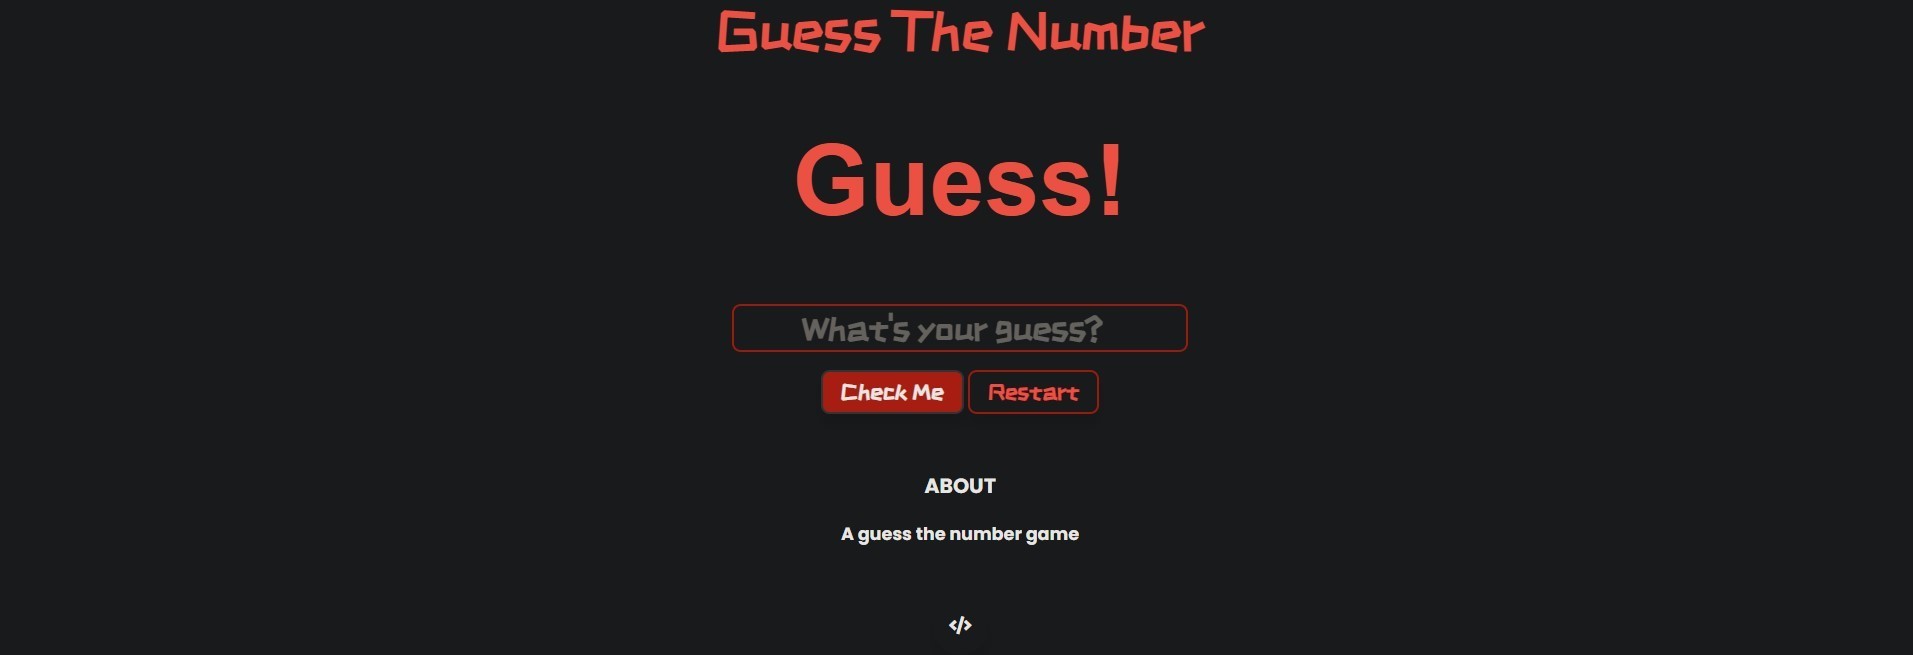 Guess The Number
Guess!
What's your guess?
Check Me Restart
ABOUT
A guess the number game
</>